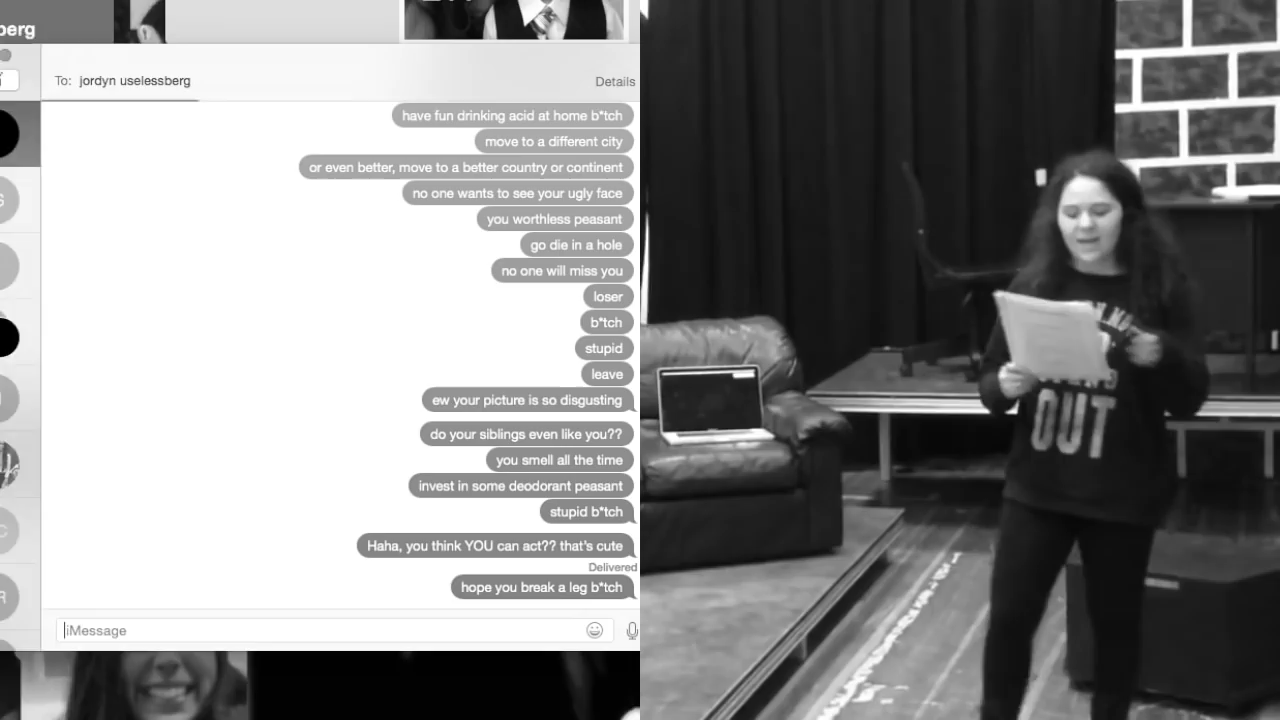 berg
To: jordyn uselessberg
Details
have fun drinking acid at home b*tch
move to a different city
or even better, move to a better country or continent
no one wants to see your ugly face
you worthless peasant
go die in a hole
no one will miss you
loser
b*tch
stupid
leave
ew your picture is so disgusting
do your siblings even like you??
you smell all the time
invest in some deodorant peasant
stupid b*tch
Haha, you think YOU can act?? that's cute
Delivered
hope you break a leg b*tch
iMessage
S
C
R
OUT